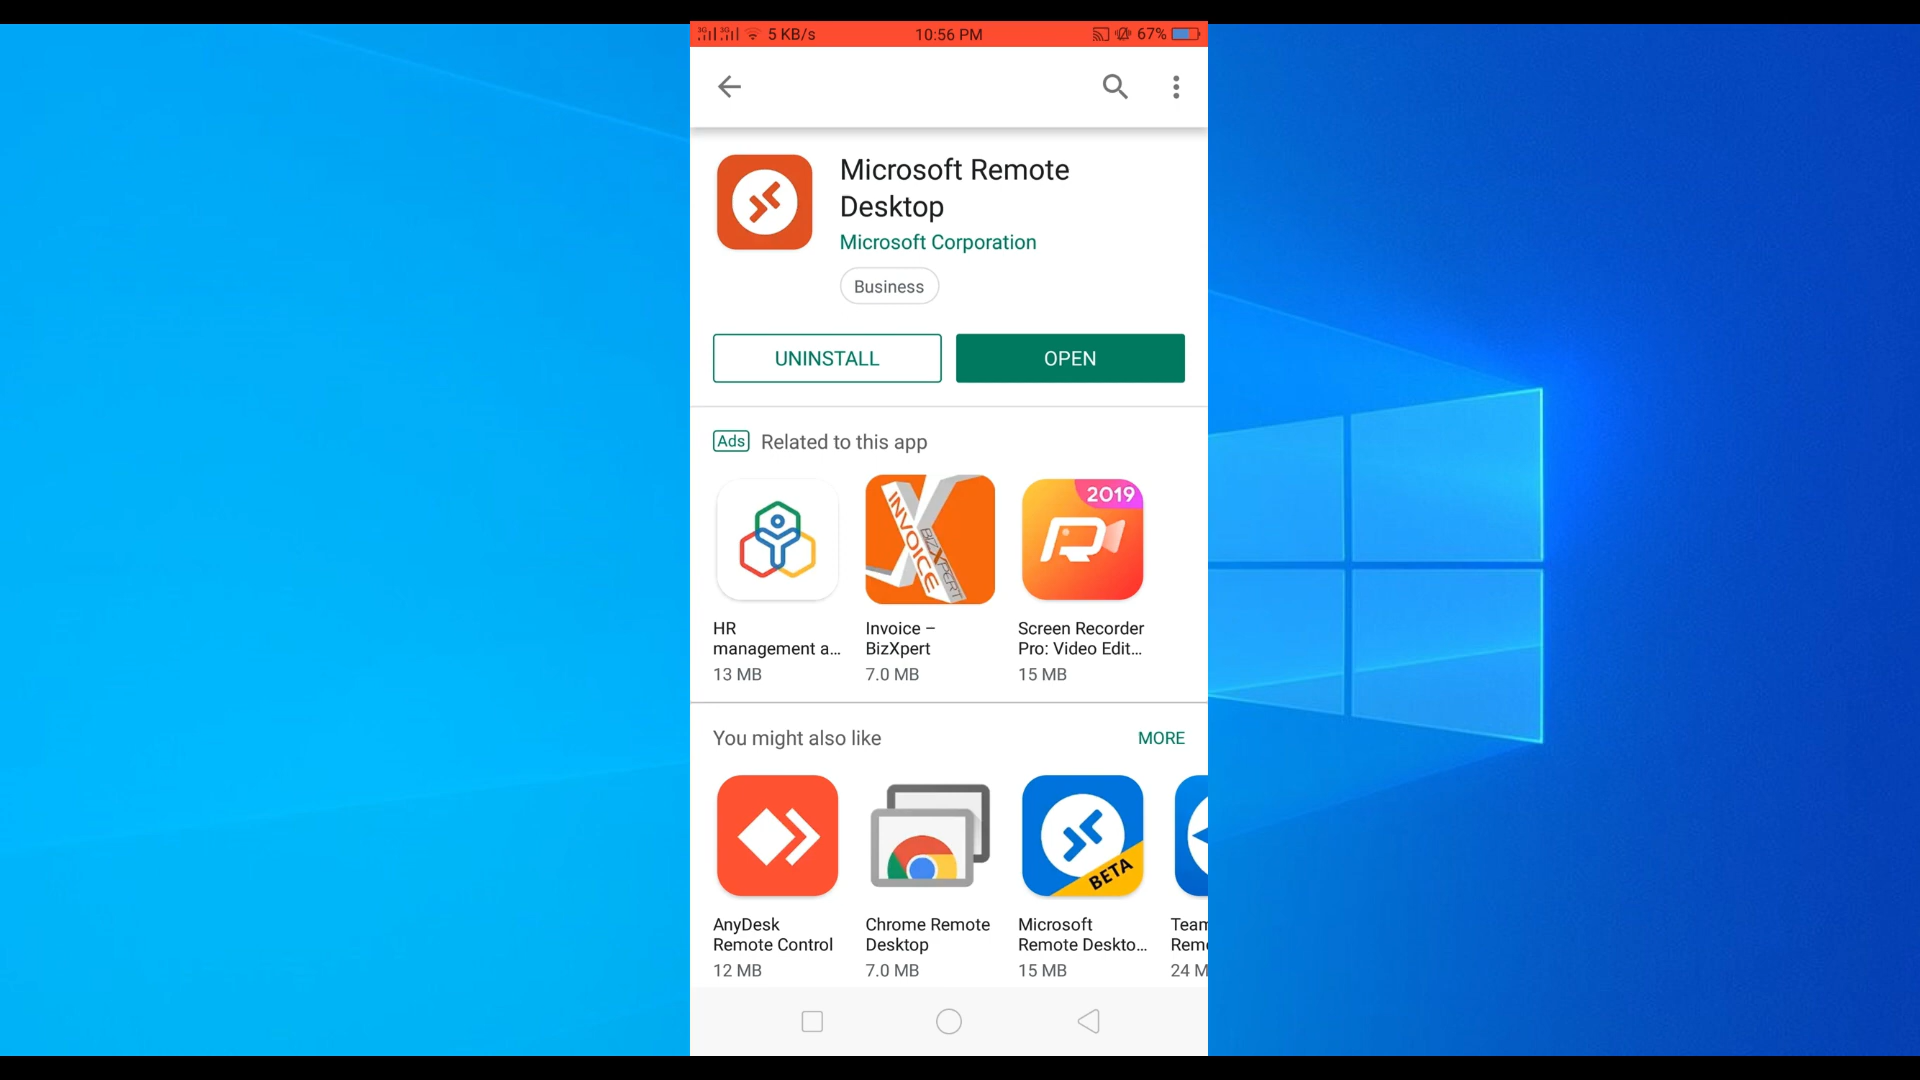 5 KB/s 10:56 PM 67%
Microsoft Remote
Desktop
Microsoft Corporation
Business
UNINSTALL OPEN
Ads Related to this app
2019
INVOICE
BIZXPERT
HR
management a...
13 MB
Invoice –
BizXpert
7.0 MB
Screen Recorder
Pro: Video Edit...
15 MB
You might also like MORE
BETA
AnyDesk
Remote Control
12 MB
Chrome Remote
Desktop
7.0 MB
Microsoft
Remote Deskto...
15 MB
Team
Rem
24 M